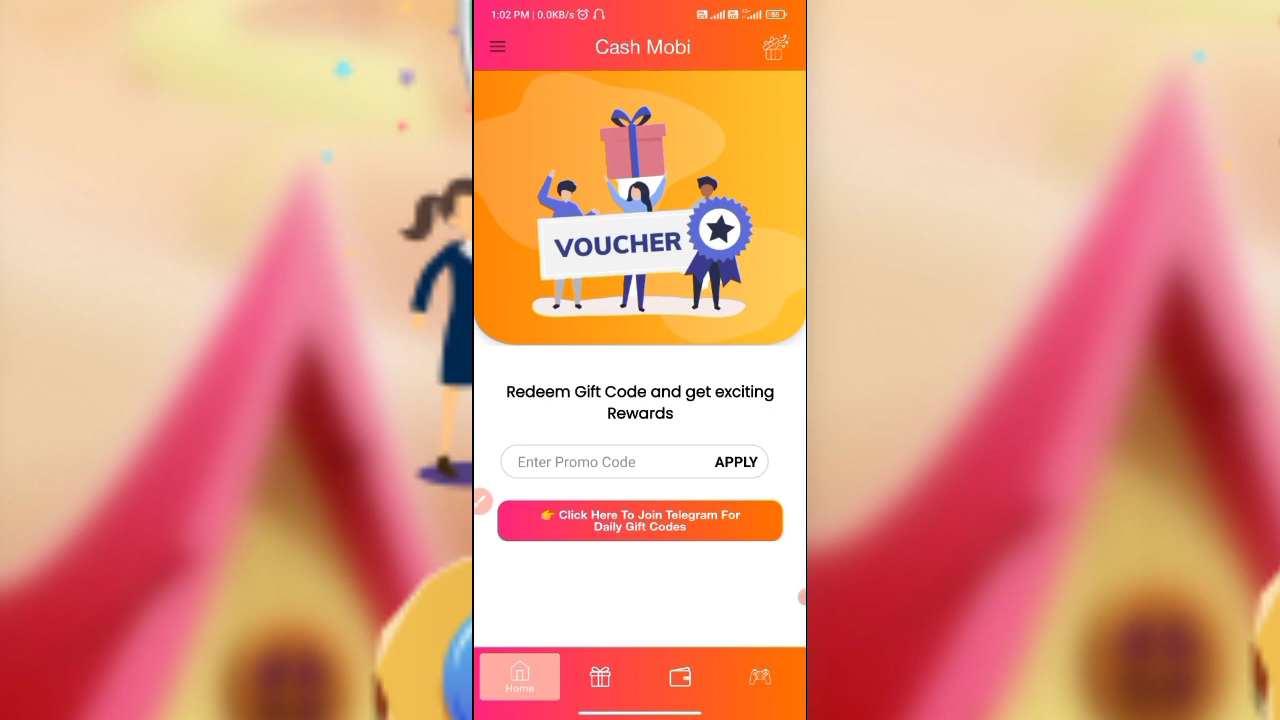 1:02 PM | 0.0KB/s
55
Cash Mobi
VOUCHER
Redeem Gift Code and get exciting
Rewards
Enter Promo Code APPLY
👉 Click Here To Join Telegram For
Daily Gift Codes
Home